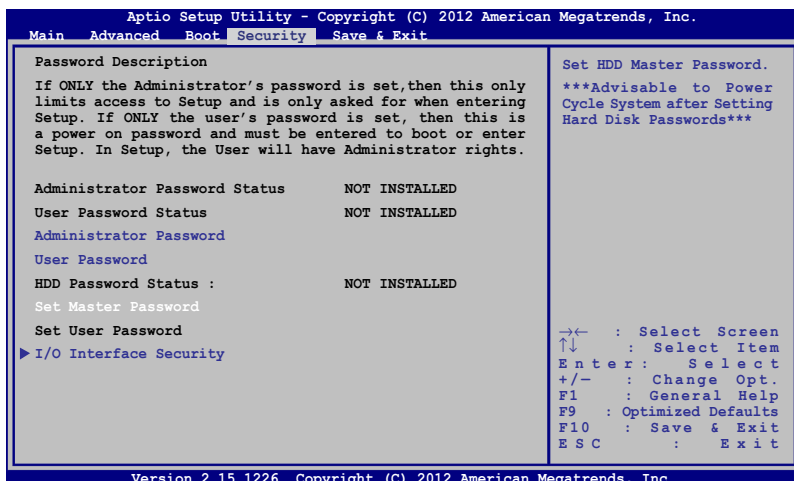 Aptio Setup Utility - Copyright (C) 2012 American Megatrends, Inc.
Main Advanced Boot Security Save & Exit
Password Description
If ONLY the Administrator's password is set,then this only
limits access to Setup and is only asked for when entering
Setup. If ONLY the user's password is set, then this is
a power on password and must be entered to boot or enter
Setup. In Setup, the User will have Administrator rights.
Administrator Password Status NOT INSTALLED
User Password Status NOT INSTALLED
Administrator Password
User Password
HDD Password Status : NOT INSTALLED
Set Master Password
Set User Password
I/O Interface Security
Set HDD Master Password.
***Advisable to Power
Cycle System after Setting
Hard Disk Passwords***
→← : Select Screen
↑↓ : Select Item
Enter: Select
+/— : Change Opt.
F1 : General Help
F9 : Optimized Defaults
F10 : Save & Exit
ESC : Exit
Version 2.15.1226. Copyright (C) 2012 American Megatrends, Inc.